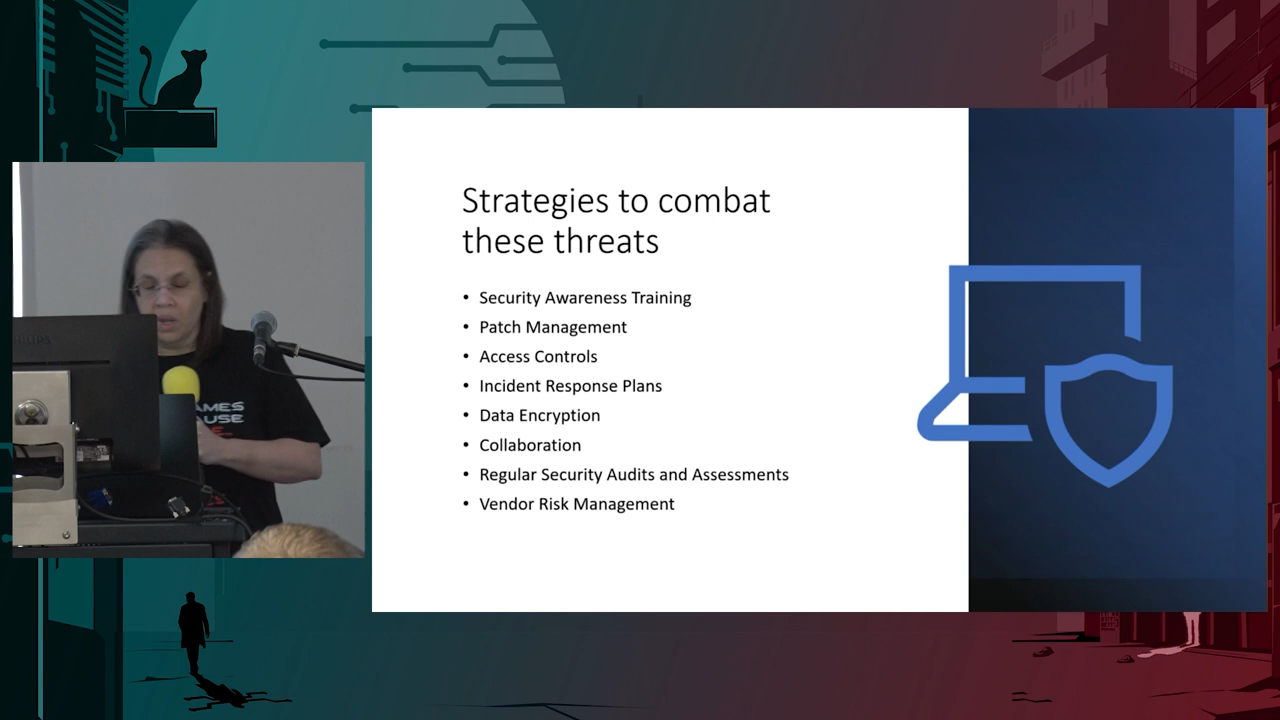 Strategies to combat
these threats
• Security Awareness Training
• Patch Management
• Access Controls
• Incident Response Plans
• Data Encryption
• Collaboration
• Regular Security Audits and Assessments
• Vendor Risk Management
PHILIPS